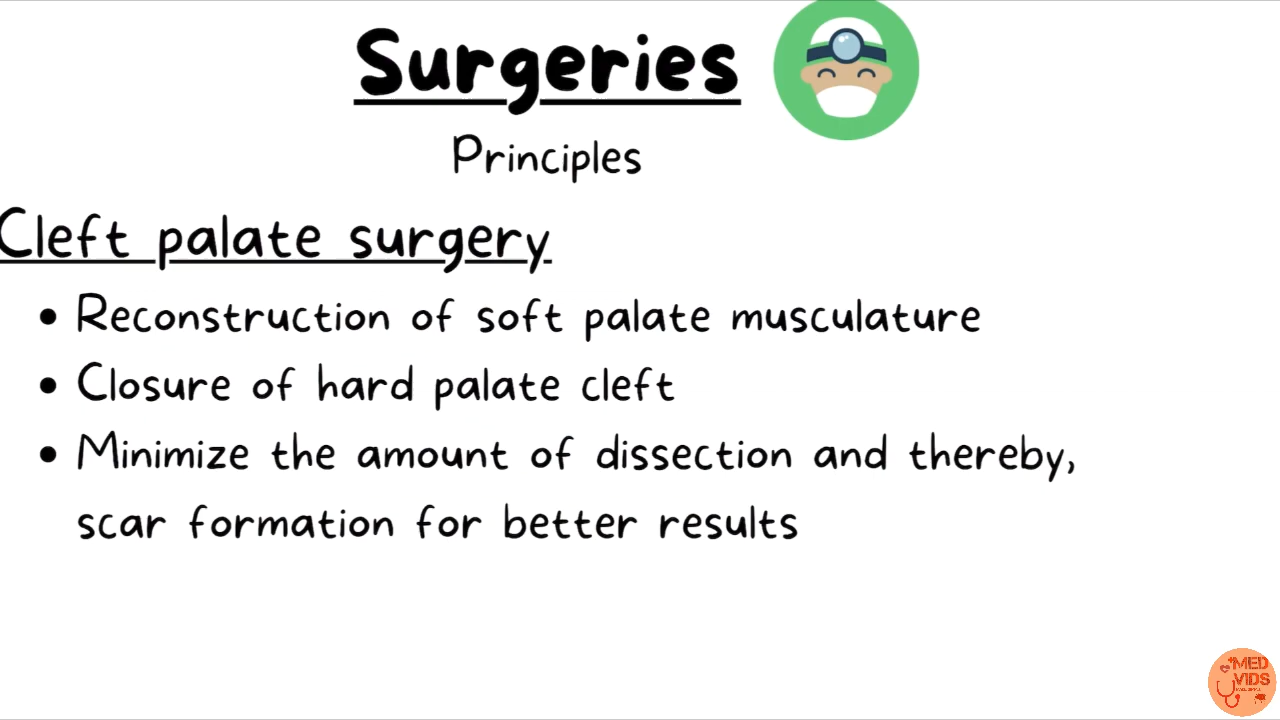 Surgeries
Principles
Cleft palate surgery
• Reconstruction of soft palate musculature
• Closure of hard palate cleft
• Minimize the amount of dissection and thereby,
scar formation for better results
MED
VIDS